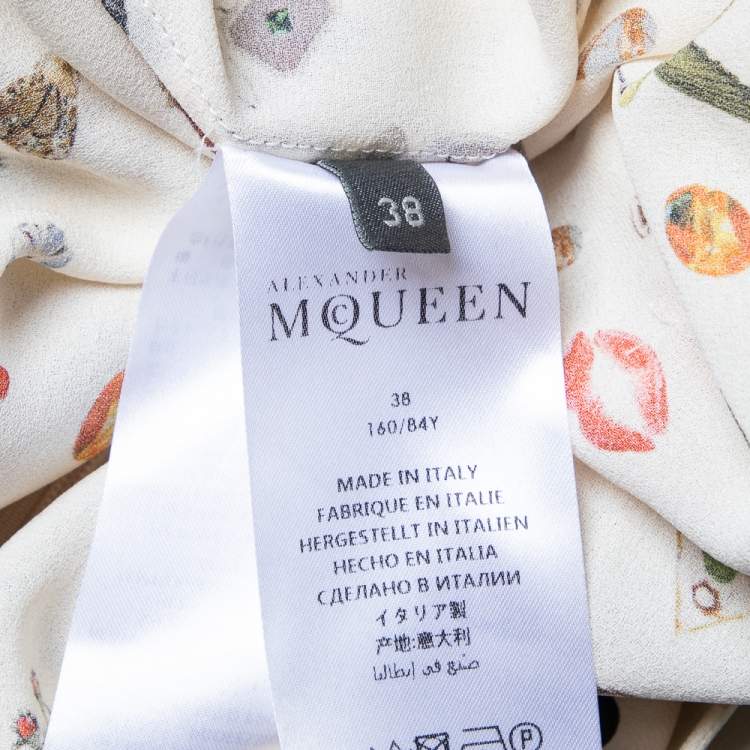 38
ALEXANDER
MCQUEEN
38
160/84Y
MADE IN ITALY
FABRIQUE EN ITALIE
HERGESTELLT IN ITALIEN
HECHO EN ITALIA
СДЕЛАНО В ИТАЛИИ
イタリア製
产地:意大利
صنع في إيطاليا
P